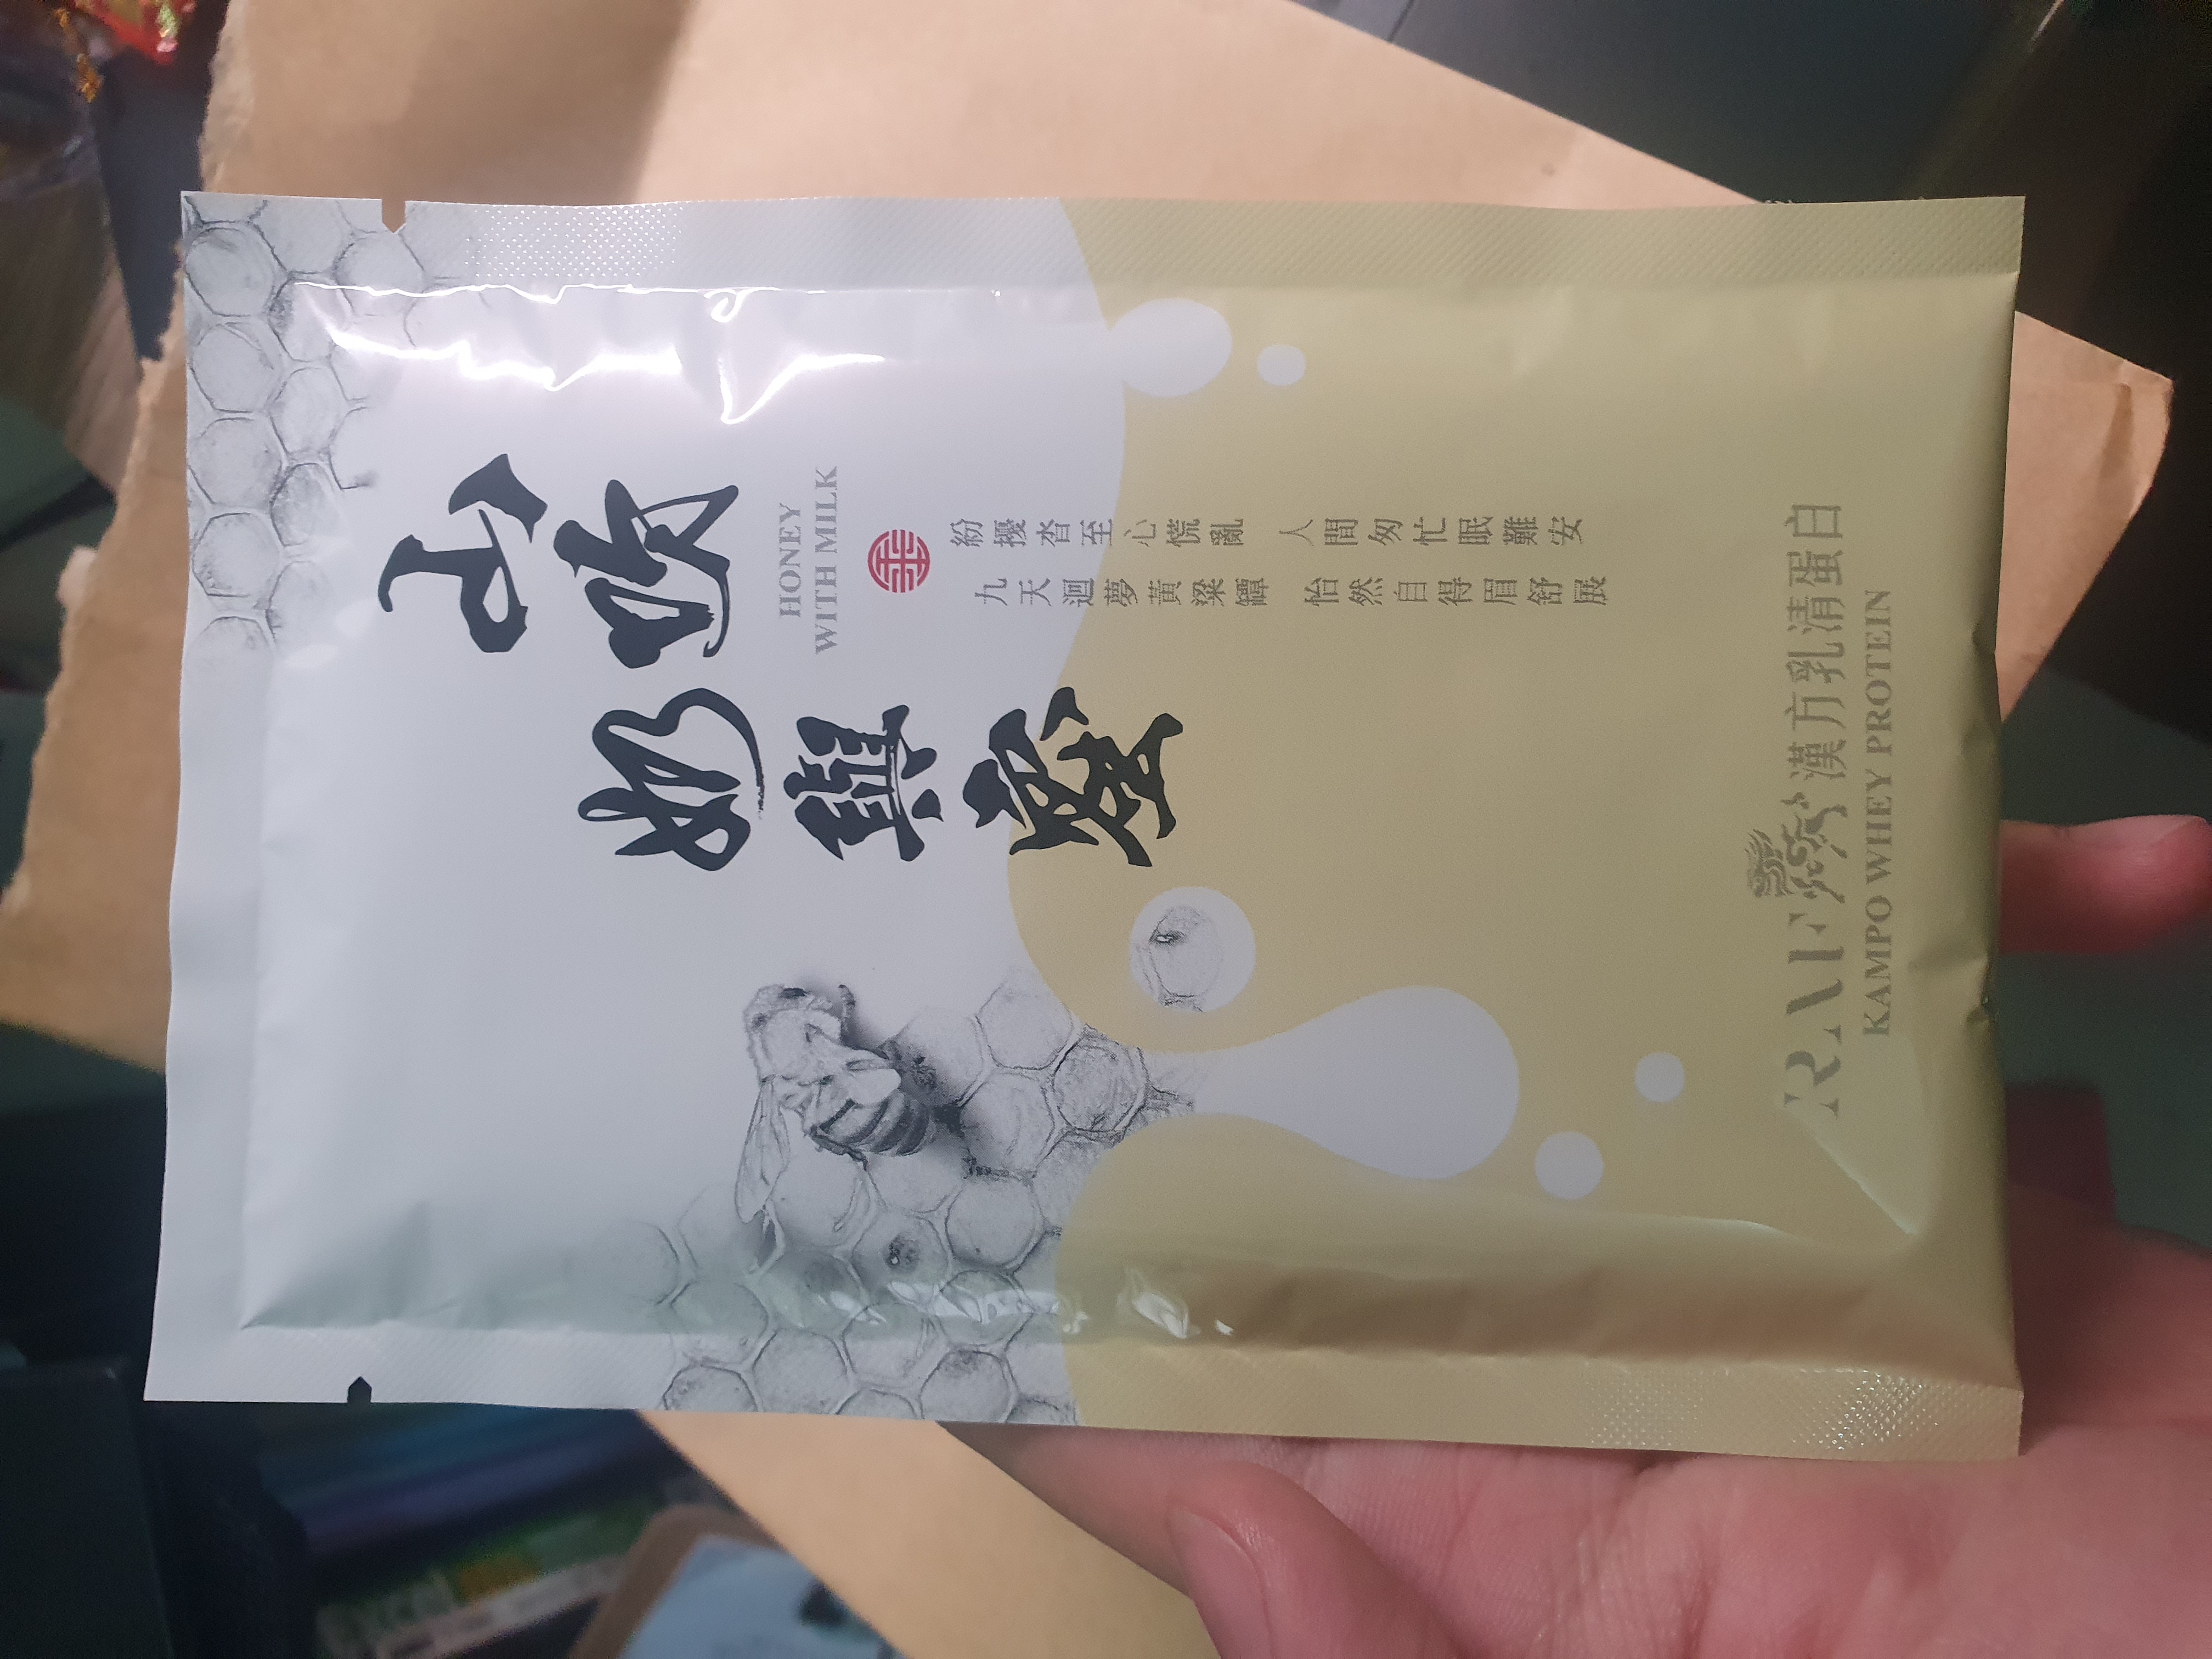 奶與蜜
HONEY
WITH MILK
紛擾沓至心慌亂 人間匆忙眠難安
九天迴夢黃粱罈 怡然自得眉舒展
漢方乳清蛋白
KAMPO WHEY PROTEIN